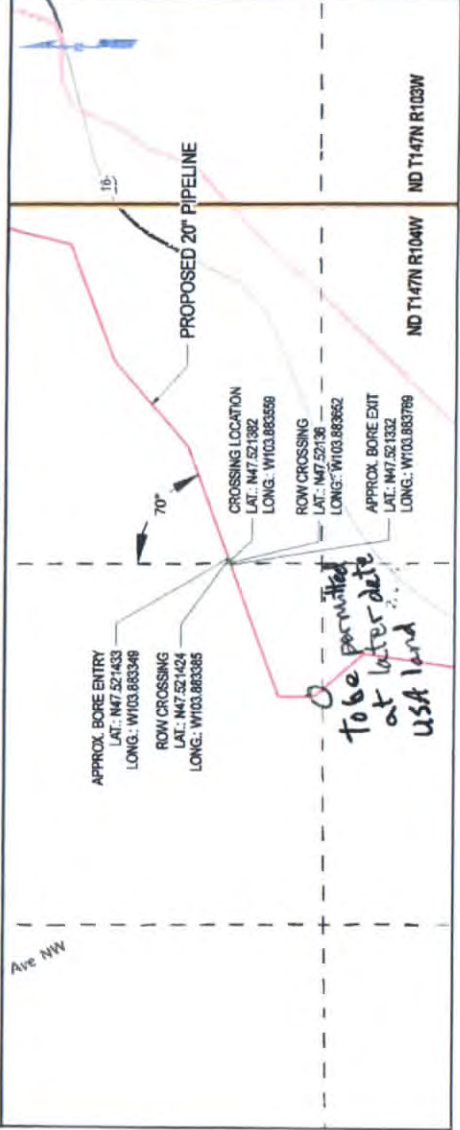 16
PROPOSED 20" PIPELINE
70°
APPROX. BORE ENTRY
LAT.: N47.521433
LONG.: W103.883349
ROW CROSSING
LAT.: N47.521424
LONG.: W103.883385
CROSSING LOCATION
LAT.: N47.521382
LONG.: W103.883559
ROW CROSSING
LAT.: N47.52136
LONG.: W103.883652
APPROX. BORE EXIT
LAT.: N47.521332
LONG.: W103.883789
To be permitted
at later date
USA land
Ave NW
ND T147N R104W
ND T147N R103W